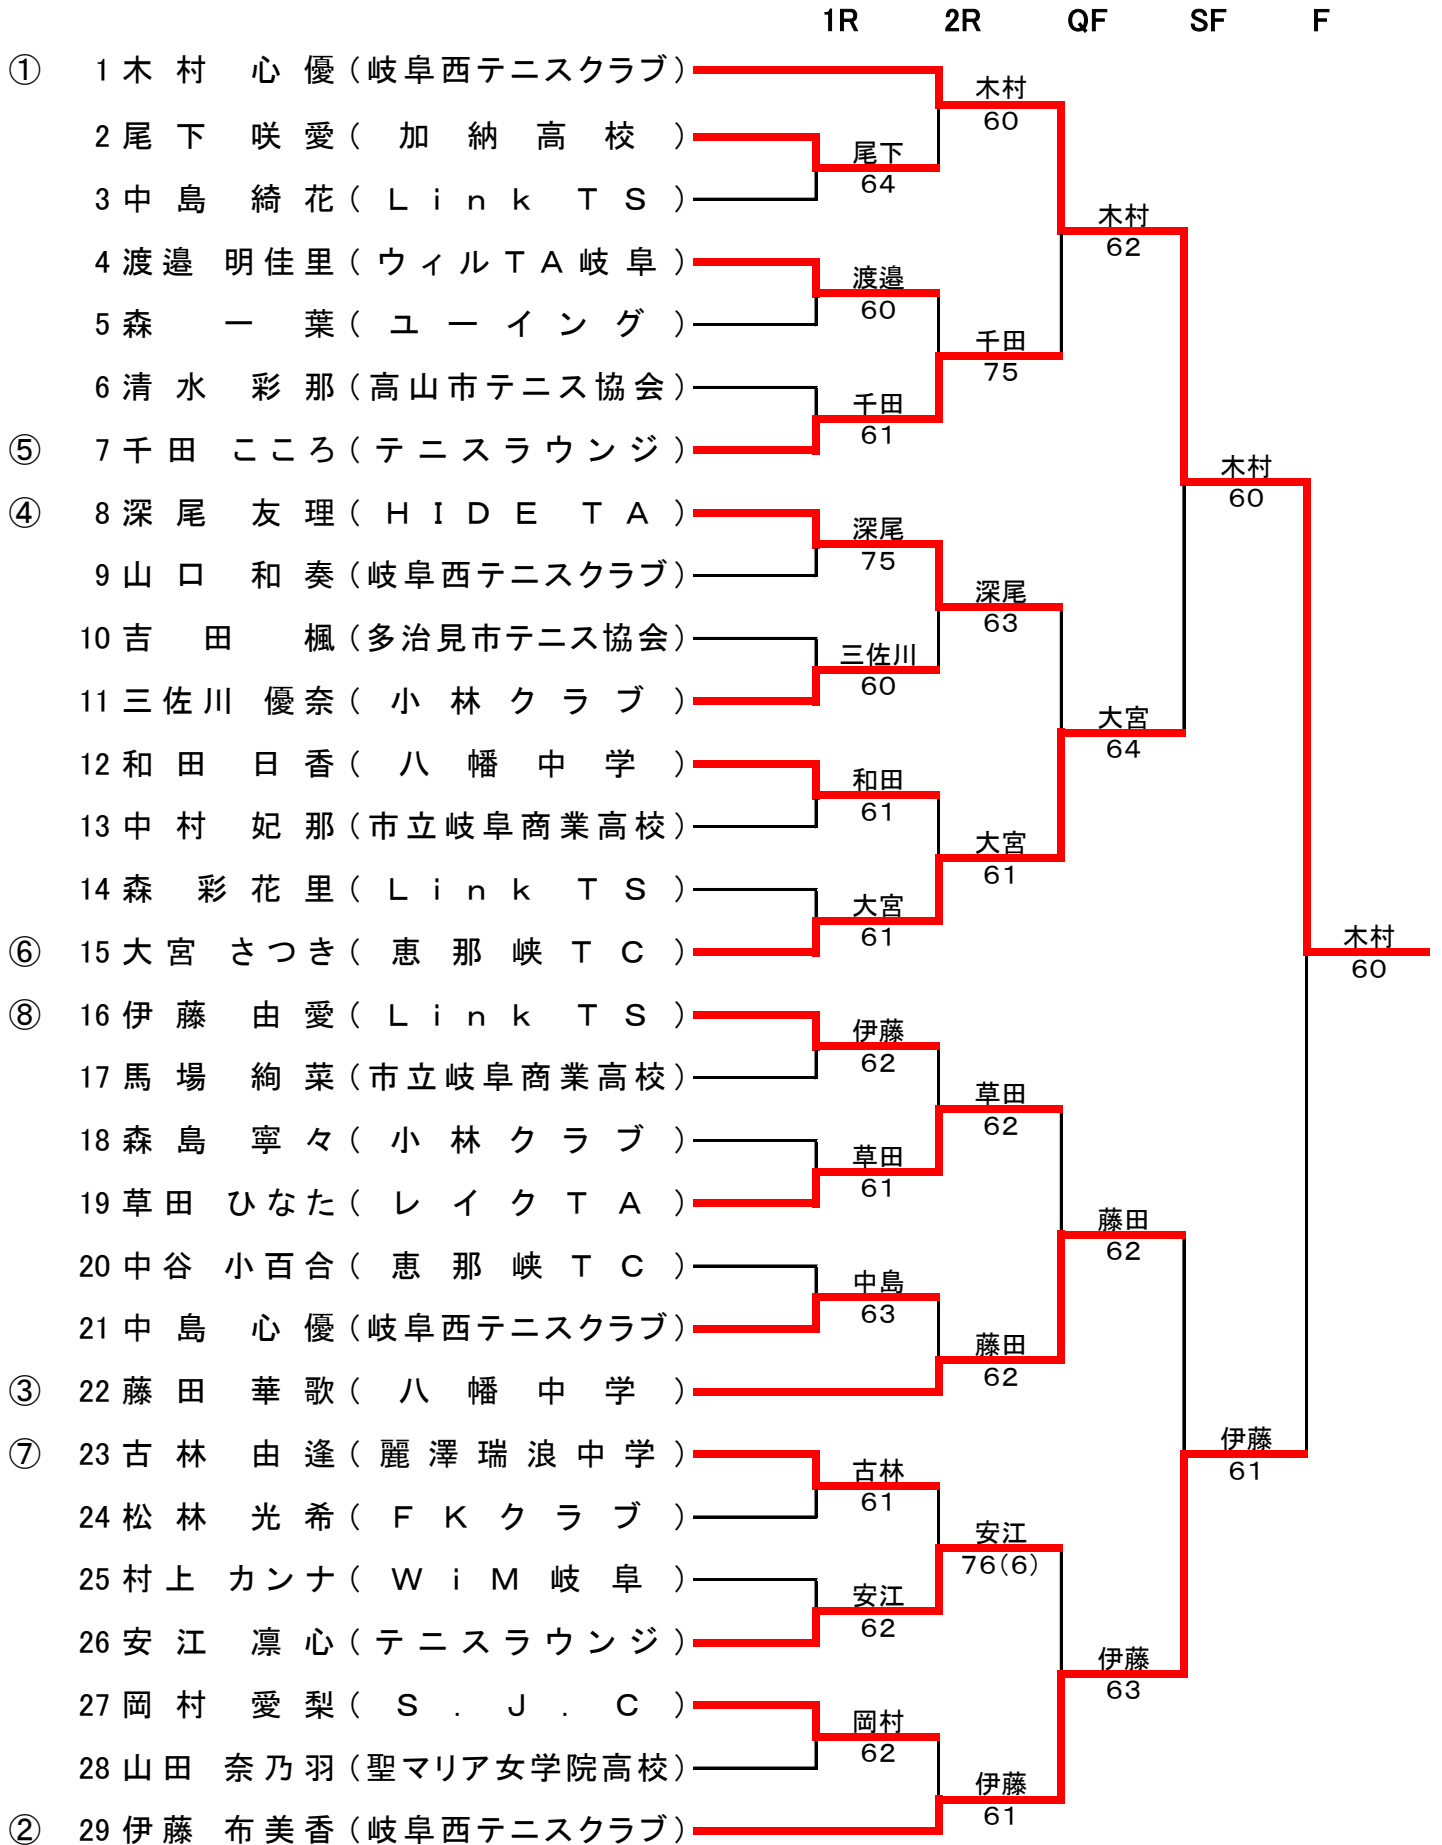 1R 2R QF SF F
① 1 木村 心優 (岐阜西テニスクラブ)
木村
60
2 尾下 咲愛 (加納高校)
尾下
64
3 中島 綺花 (Link TS)
木村
62
4 渡邉 明佳里 (ウィルTA岐阜)
渡邉
60
5 森 一葉 (ユーイング)
千田
75
6 清水 彩那 (高山市テニス協会)
千田
61
⑤ 7 千田 こころ (テニスラウンジ)
木村
60
④ 8 深尾 友理 (HIDE TA)
深尾
75
9 山口 和奏 (岐阜西テニスクラブ)
深尾
63
10 吉田 楓 (多治見市テニス協会)
三佐川
60
11 三佐川 優奈 (小林クラブ)
大宮
64
12 和田 日香 (八幡中学)
和田
61
13 中村 妃那 (市立岐阜商業高校)
大宮
61
14 森 彩花里 (Link TS)
大宮
61
⑥ 15 大宮 さつき (恵那峡TC)
木村
60
⑧ 16 伊藤 由愛 (Link TS)
伊藤
62
17 馬場 絢菜 (市立岐阜商業高校)
草田
62
18 森島 寧々 (小林クラブ)
草田
61
19 草田 ひなた (レイクTA)
藤田
62
20 中谷 小百合 (恵那峡TC)
中島
63
21 中島 心優 (岐阜西テニスクラブ)
藤田
62
③ 22 藤田 華歌 (八幡中学)
伊藤
61
⑦ 23 古林 由逢 (麗澤瑞浪中学)
古林
61
24 松林 光希 (FKクラブ)
安江
76(6)
25 村上 カンナ (WiM岐阜)
安江
62
26 安江 凛心 (テニスラウンジ)
伊藤
63
27 岡村 愛梨 (S.J.C)
岡村
62
28 山田 奈乃羽 (聖マリア女学院高校)
伊藤
61
② 29 伊藤 布美香 (岐阜西テニスクラブ)